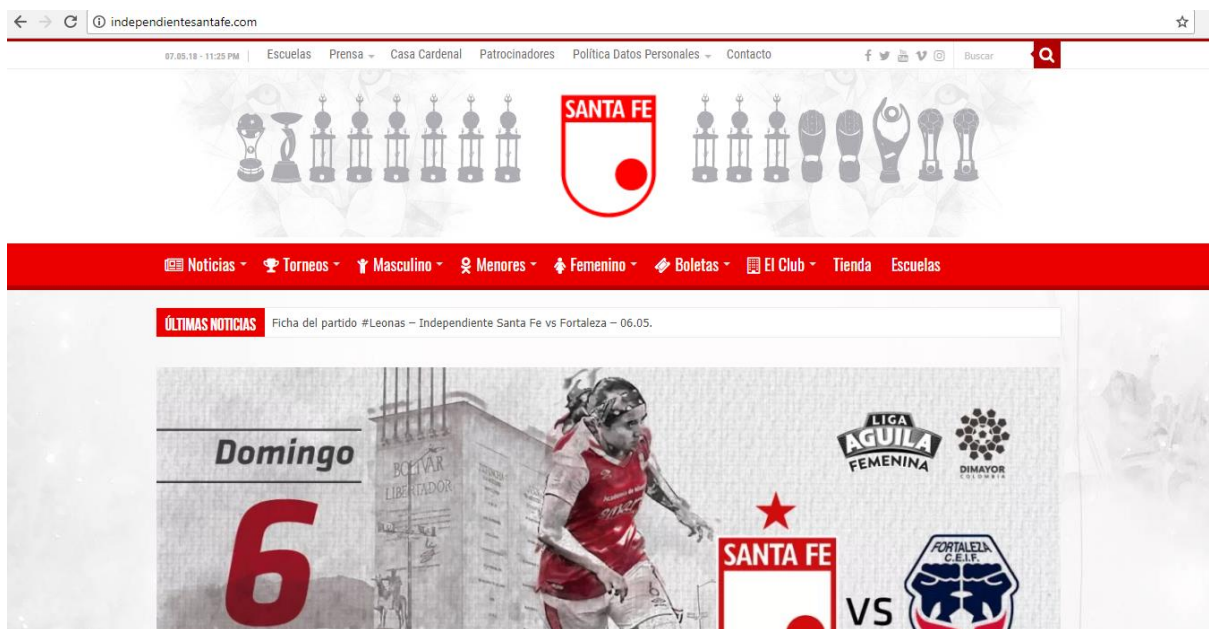 independientesantafe.com
07.05.18 - 11:25 PM | Escuelas Prensa Casa Cardenal Patrocinadores Política Datos Personales Contacto Buscar
SANTA FE
Noticias Torneos Masculino Menores Femenino Boletas El Club Tienda Escuelas
ÚLTIMAS NOTICIAS Ficha del partido #Leonas – Independiente Santa Fe vs Fortaleza – 06.05.
Domingo
6
BOLIVAR
LIBERTADOR
LIGA
AGUILA
FEMENINA
DIMAYOR
COLOMBIA
SANTA FE
VS
FORTALEZA
C.E.I.F.